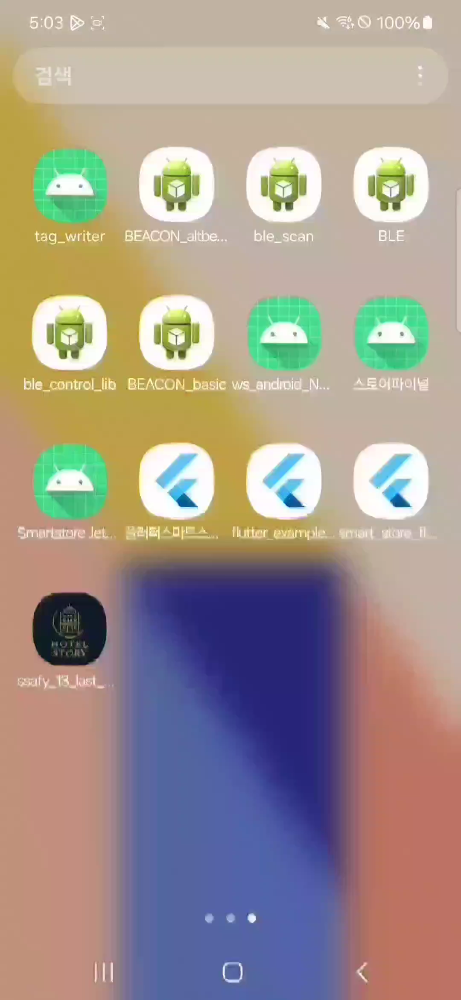 5:03
100%
검색
tag_writer
BEACON_altbe...
ble_scan
BLE
ble_control_lib
BEACON_basic
ws_android_N...
스토어파이널
Smartstore Jet...
플러터스마트스...
flutter_example...
smart_store_fl...
HOTEL
STORY
ssafy_13_last_...